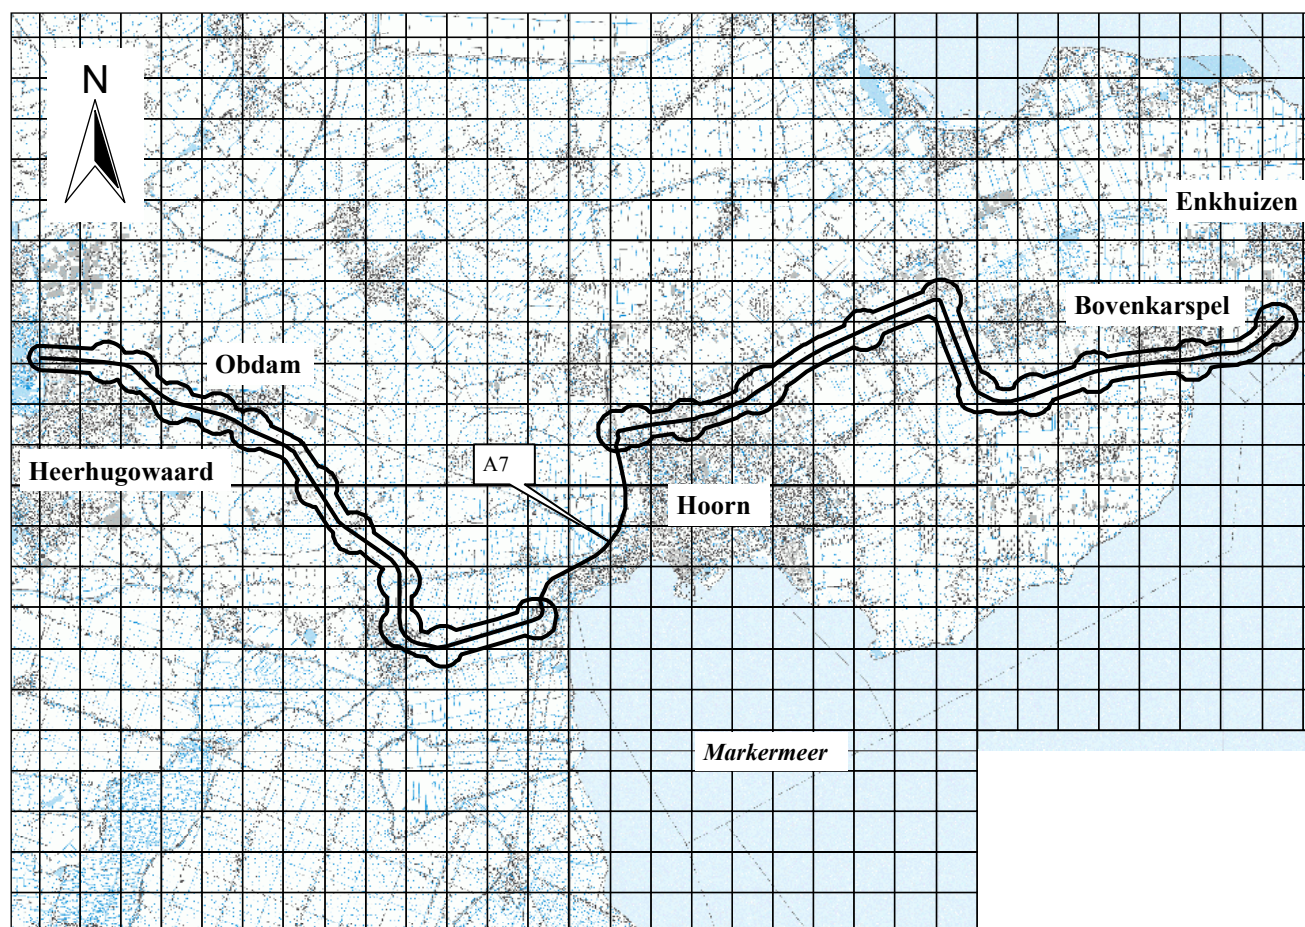 N
Enkhuizen
Bovenkarspel
Obdam
Heerhugowaard
A7
Hoorn
Markermeer